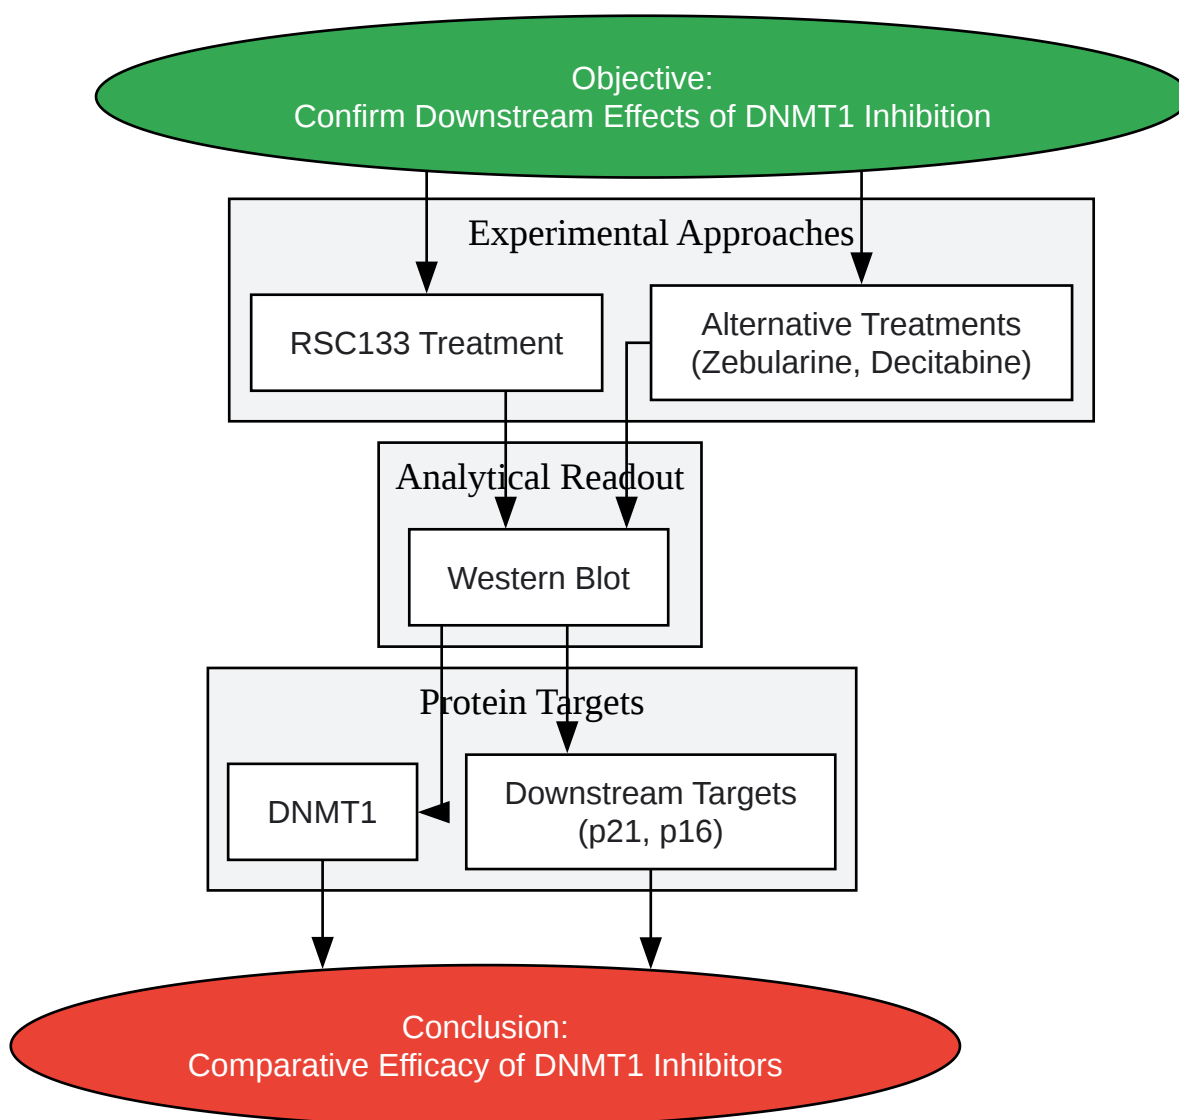 Objective:
Confirm Downstream Effects of DNMT1 Inhibition
Experimental Approaches
RSC133 Treatment
Alternative Treatments
(Zebularine, Decitabine)
Analytical Readout
Western Blot
Protein Targets
DNMT1
Downstream Targets
(p21, p16)
Conclusion:
Comparative Efficacy of DNMT1 Inhibitors